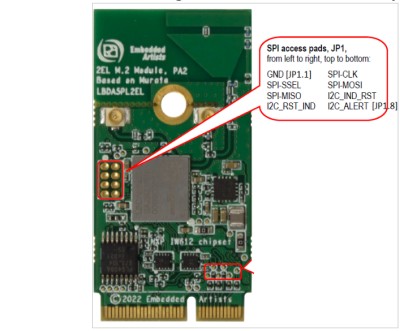 Embedded
Artists
2EL M.2 Module, PA2
Based on Murata
LBDA5PL2EL
SPI access pads, JP1,
from left to right, top to bottom:
GND [JP1.1] SPI-CLK
SPI-SSEL SPI-MOSI
SPI-MISO I2C_IND_RST
I2C_RST_IND I2C_ALERT [JP1.8]
NXP IW612 chipset
©2022 Embedded Artists